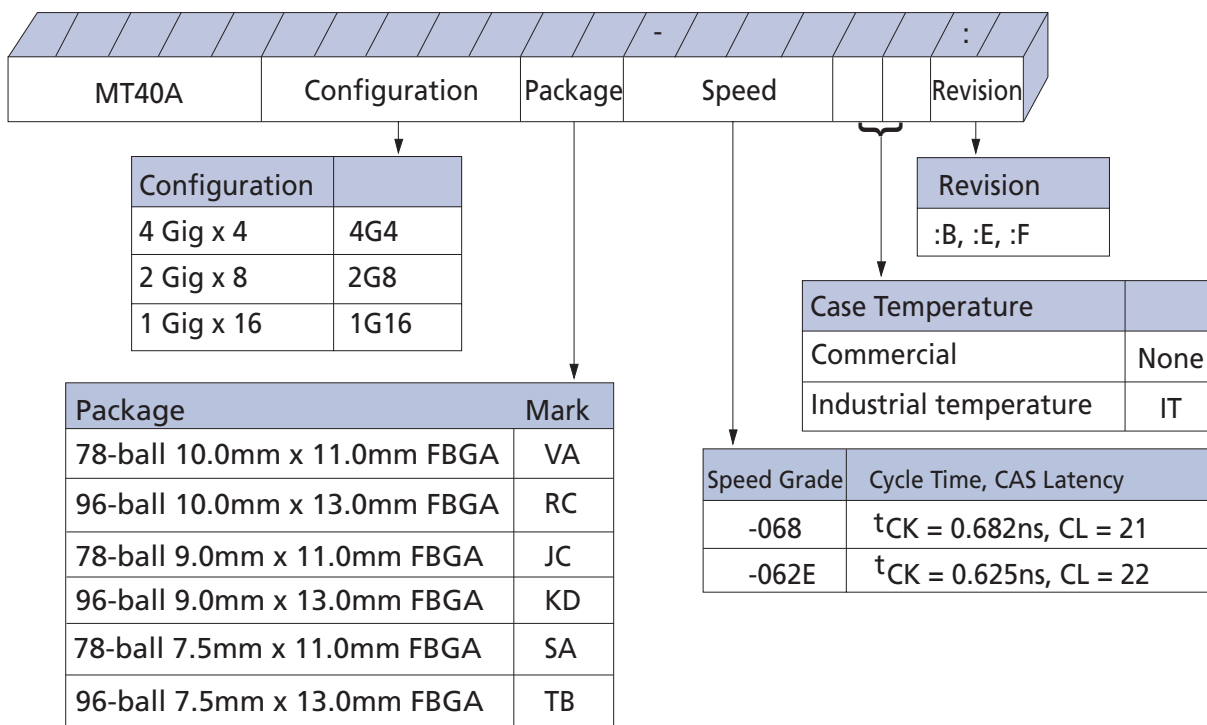 - :
MT40A Configuration Package Speed Revision
Configuration
4 Gig x 4 4G4
2 Gig x 8 2G8
1 Gig x 16 1G16
Revision
:B, :E, :F
Case Temperature
Commercial None
Industrial temperature IT
Package Mark
78-ball 10.0mm x 11.0mm FBGA VA
96-ball 10.0mm x 13.0mm FBGA RC
78-ball 9.0mm x 11.0mm FBGA JC
96-ball 9.0mm x 13.0mm FBGA KD
78-ball 7.5mm x 11.0mm FBGA SA
96-ball 7.5mm x 13.0mm FBGA TB
Speed Grade Cycle Time, CAS Latency
-068 tCK = 0.682ns, CL = 21
-062E tCK = 0.625ns, CL = 22